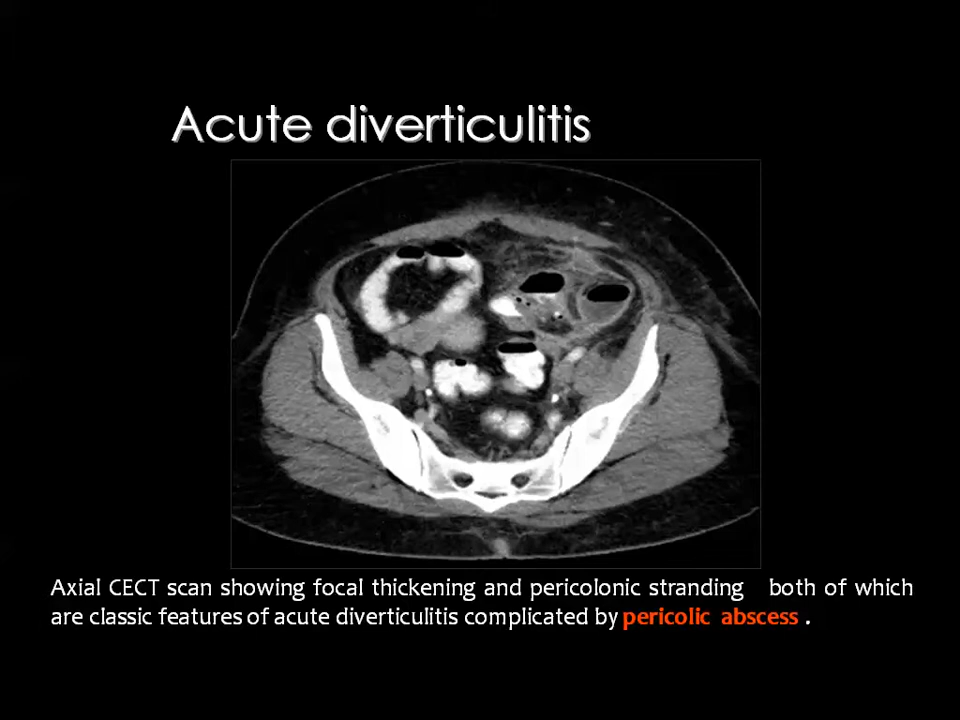 Acute diverticulitis
Axial CECT scan showing focal thickening and pericolonic stranding both of which
are classic features of acute diverticulitis complicated by pericolic abscess .